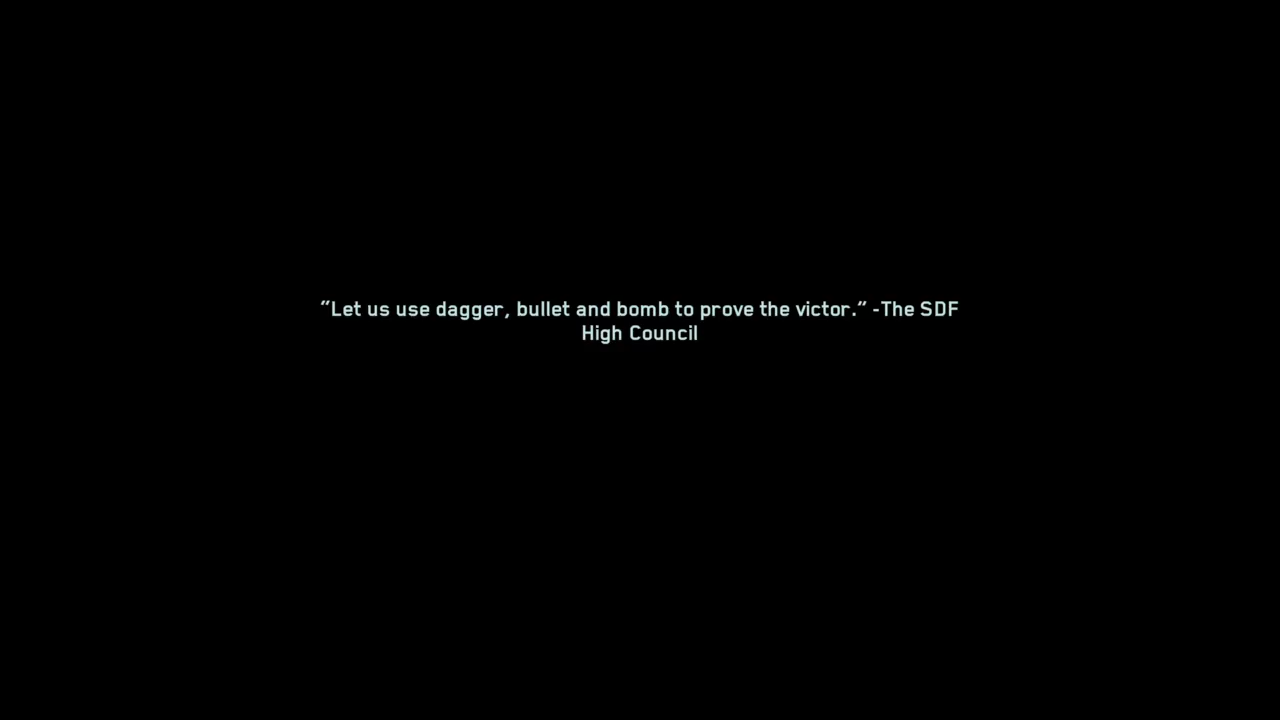 “Let us use dagger, bullet and bomb to prove the victor.” -The SDF
High Council